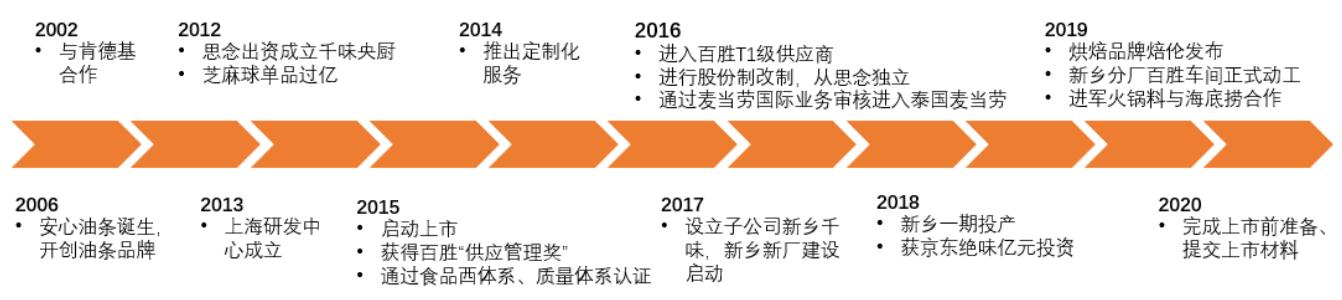 2002
• 与肯德基
合作
2012
• 思念出资成立千味央厨
• 芝麻球单品过亿
2014
• 推出定制化
服务
2016
• 进入百胜T1级供应商
• 进行股份制改制，从思念独立
• 通过麦当劳国际业务审核进入泰国麦当劳
2019
• 烘焙品牌焙伦发布
• 新乡分厂百胜车间正式动工
• 进军火锅料与海底捞合作
2006
• 安心油条诞生,
开创油条品牌
2013
• 上海研发中
心成立
2015
• 启动上市
• 获得百胜“供应管理奖”
• 通过食品西体系、质量体系认证
2017
• 设立子公司新乡千
味，新乡新厂建设
启动
2018
• 新乡一期投产
• 获京东绝味亿元投资
2020
• 完成上市前准备、
提交上市材料